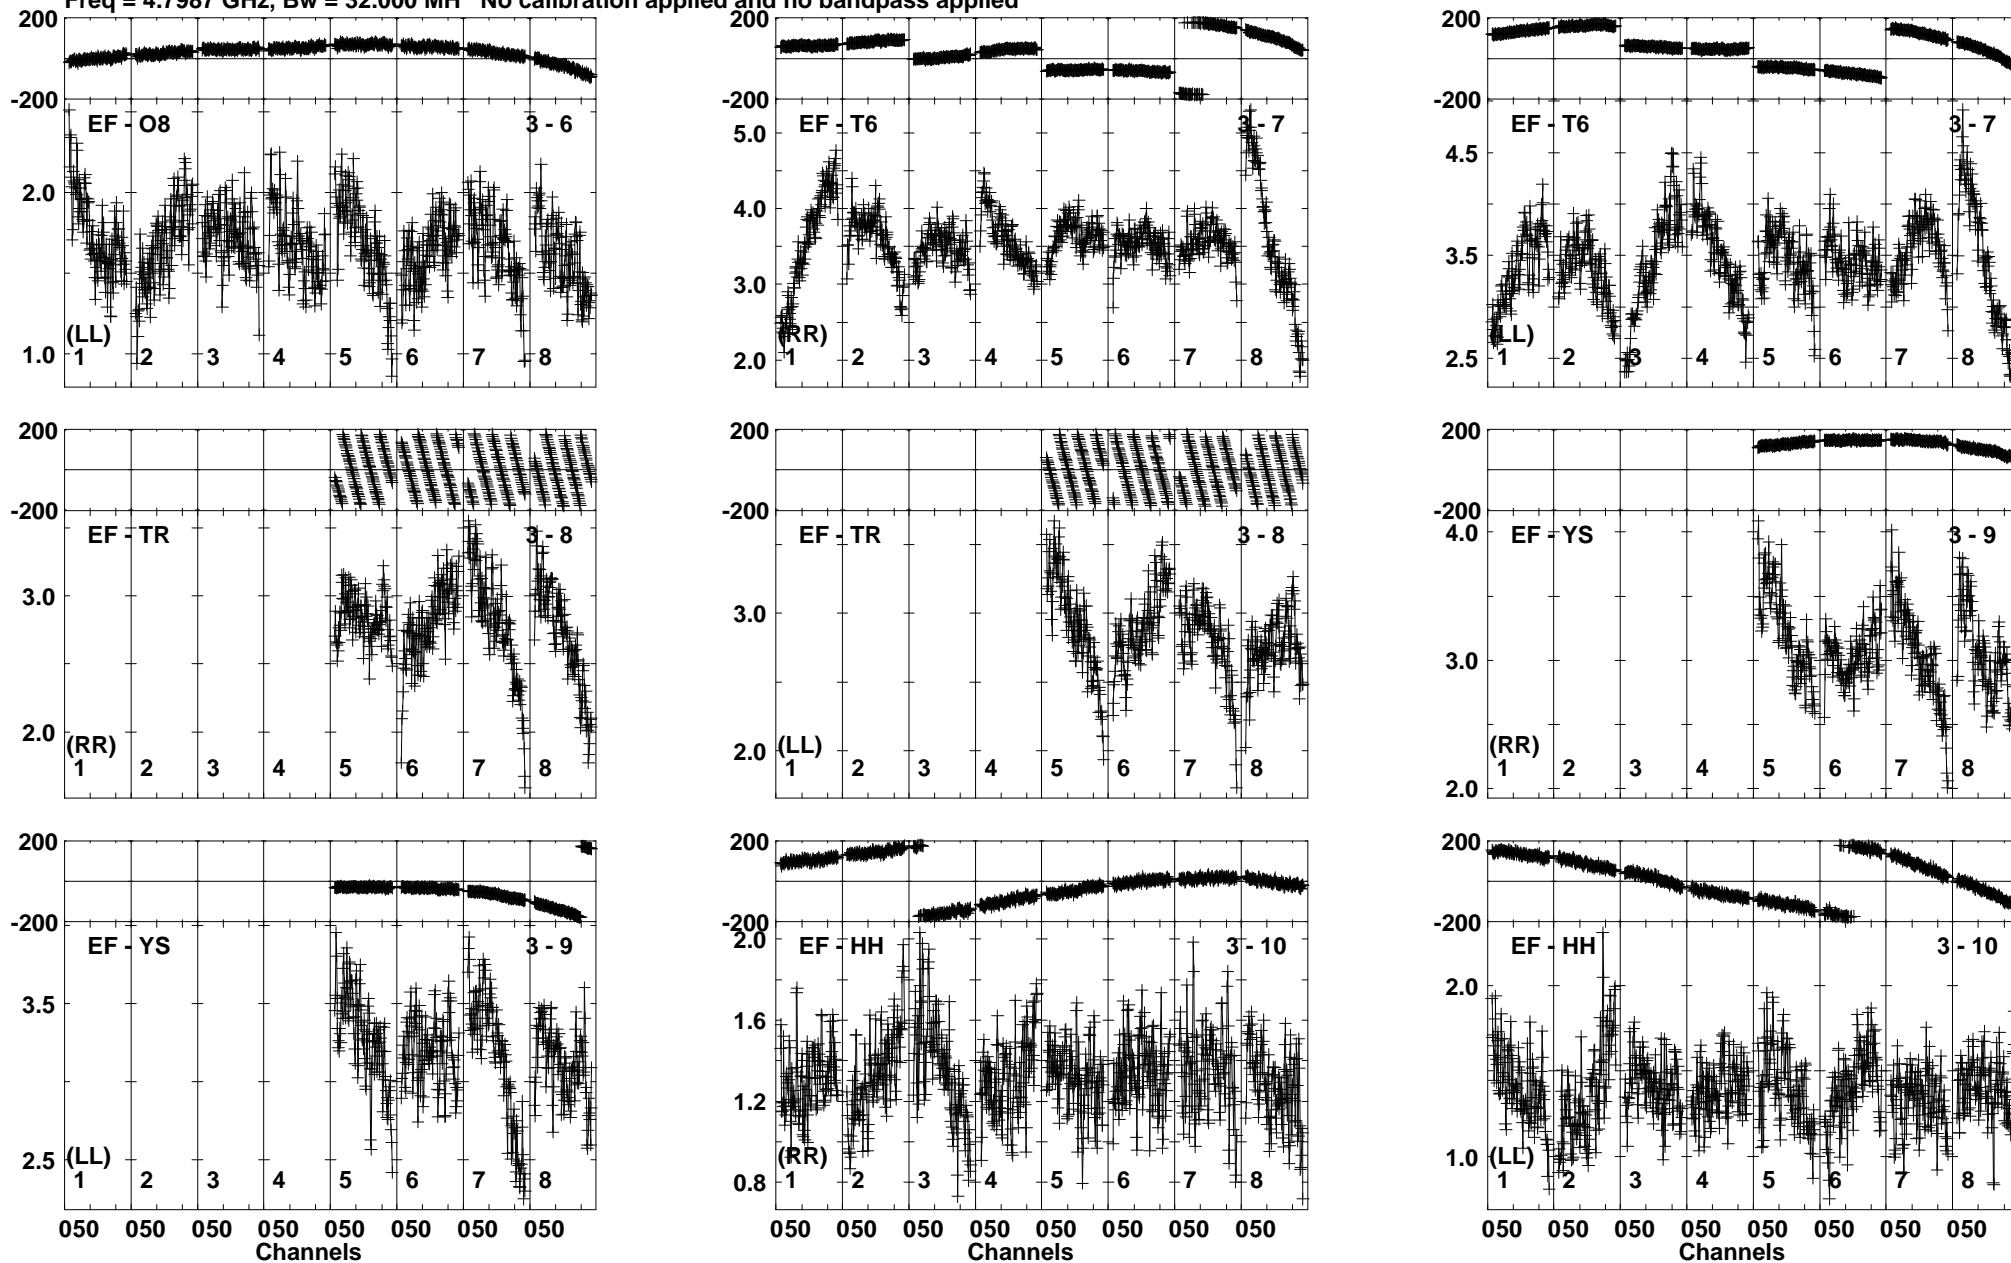 Freq = 4.7987 GHz, Bw = 32.000 MH No calibration applied and no bandpass applied
200 200 200
-200 -200 -200
EF - O8 3 - 6 EF - T6 3 - 7 EF - T6 3 - 7
2.0 5.0 4.5
1.0 4.0 3.5
3.0 2.5
2.0
(LL) (RR) (LL)
1 2 3 4 5 6 7 8 1 2 3 4 5 6 7 8 1 2 3 4 5 6 7 8
200 200 200
-200 -200 -200
EF - TR 3 - 8 EF - TR 3 - 8 EF - YS 3 - 9
3.0 3.0 4.0
2.0 2.0 3.0
2.0
(RR) (LL) (RR)
1 2 3 4 5 6 7 8 1 2 3 4 5 6 7 8 1 2 3 4 5 6 7 8
200 200 200
-200 -200 -200
EF - YS 3 - 9 EF - HH 3 - 10 EF - HH 3 - 10
3.5 2.0 2.0
2.5 1.6 1.0
1.2
0.8
(LL) (RR) (LL)
1 2 3 4 5 6 7 8 1 2 3 4 5 6 7 8 1 2 3 4 5 6 7 8
050 050 050 050 050 050 050 050 050 050 050 050 050 050 050 050 050 050 050 050 050 050 050 050
Channels Channels Channels